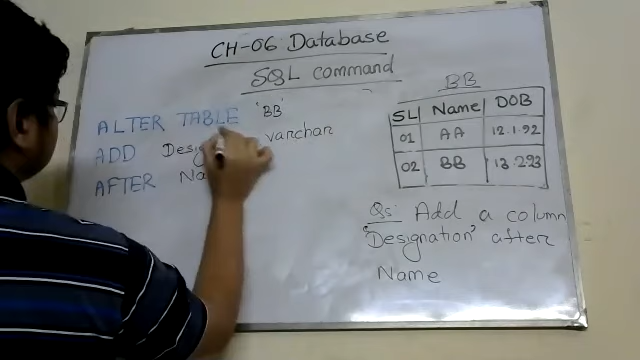 CH-06 Database
SQL command
ALTER TABLE 'BB'
ADD varchar
AFTER
BB
SL Name DOB
01 AA 12.1.92
02 BB 13.2.93
Qs: Add a column
'Designation' after
Name